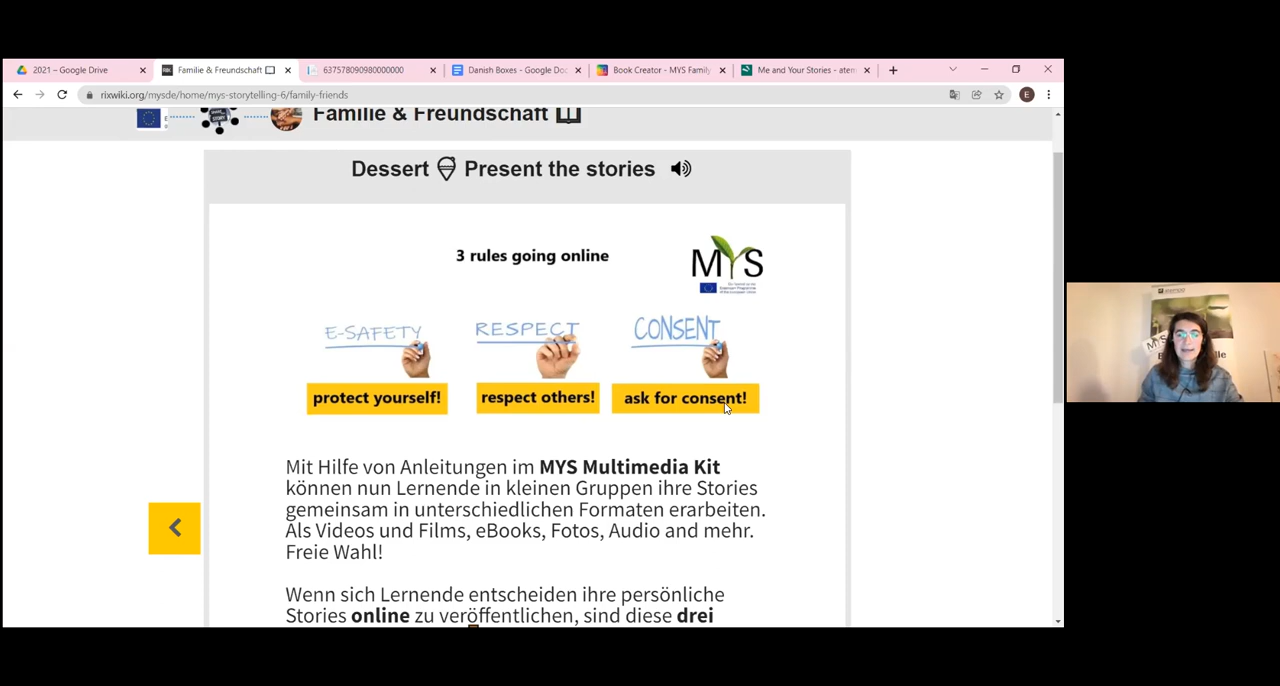 2021 – Google Drive
Familie & Freundschaft
637578090980000000
Danish Boxes - Google Doc
Book Creator - MYS Family
Me and Your Stories - aten
rixwiki.org/mysde/home/mys-storytelling-6/family-friends
E
Familie & Freundschaft
Dessert Present the stories
3 rules going online
MYS
E-SAFETY RESPECT CONSENT
protect yourself! respect others! ask for consent!
Mit Hilfe von Anleitungen im MYS Multimedia Kit
können nun Lernende in kleinen Gruppen ihre Stories
gemeinsam in unterschiedlichen Formaten erarbeiten.
Als Videos und Films, eBooks, Fotos, Audio and mehr.
Freie Wahl!
Wenn sich Lernende entscheiden ihre persönliche
Stories online zu veröffentlichen, sind diese drei